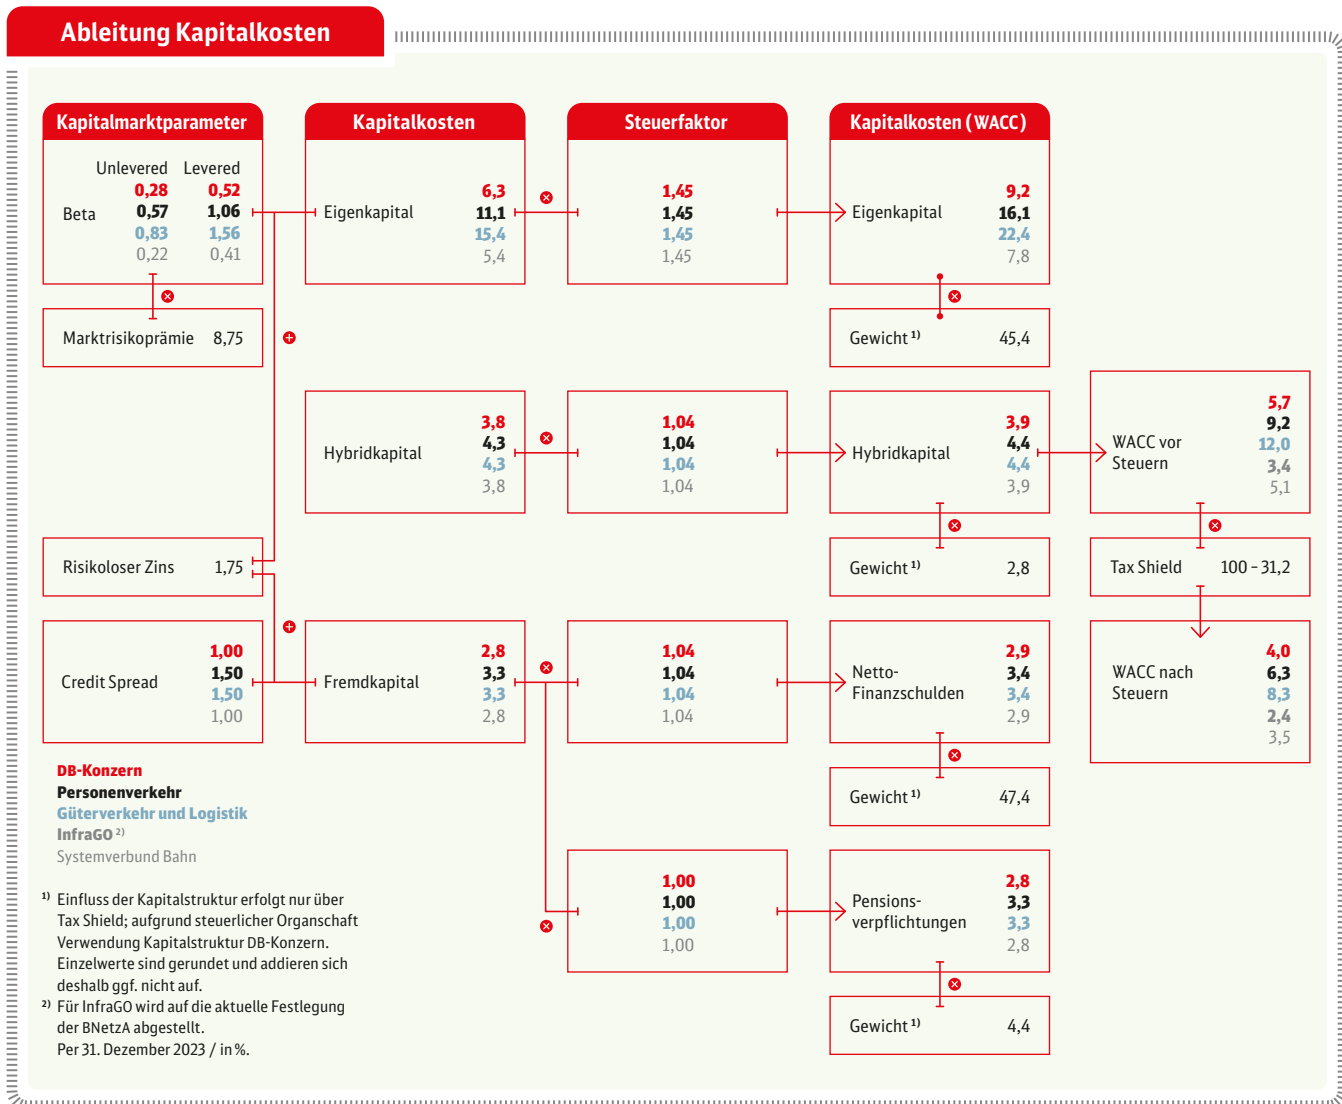 Ableitung Kapitalkosten
Kapitalmarktparameter
Unlevered Levered
0,28 0,52
Beta 0,57 1,06
0,83 1,56
0,22 0,41
Marktrisikoprämie 8,75
Risikoloser Zins 1,75
1,00
Credit Spread 1,50
1,50
1,00
Kapitalkosten
6,3
Eigenkapital 11,1
15,4
5,4
3,8
Hybridkapital 4,3
4,3
3,8
2,8
Fremdkapital 3,3
3,3
2,8
Steuerfaktor
1,45
1,45
1,45
1,45
1,04
1,04
1,04
1,04
1,04
1,04
1,04
1,04
1,00
1,00
1,00
1,00
Kapitalkosten (WACC)
9,2
Eigenkapital 16,1
22,4
7,8
Gewicht ¹⁾ 45,4
3,9
Hybridkapital 4,4
4,4
3,9
Gewicht ¹⁾ 2,8
2,9
Netto- 3,4
Finanzschulden 3,4
2,9
Gewicht ¹⁾ 47,4
2,8
Pensions- 3,3
verpflichtungen 3,3
2,8
Gewicht ¹⁾ 4,4
5,7
9,2
WACC vor 12,0
Steuern 3,4
5,1
Tax Shield 100 – 31,2
4,0
WACC nach 6,3
Steuern 8,3
2,4
3,5
DB-Konzern
Personenverkehr
Güterverkehr und Logistik
InfraGO ²⁾
Systemverbund Bahn
¹⁾ Einfluss der Kapitalstruktur erfolgt nur über
Tax Shield; aufgrund steuerlicher Organschaft
Verwendung Kapitalstruktur DB-Konzern.
Einzelwerte sind gerundet und addieren sich
deshalb ggf. nicht auf.
²⁾ Für InfraGO wird auf die aktuelle Festlegung
der BNetzA abgestellt.
Per 31. Dezember 2023 / in %.